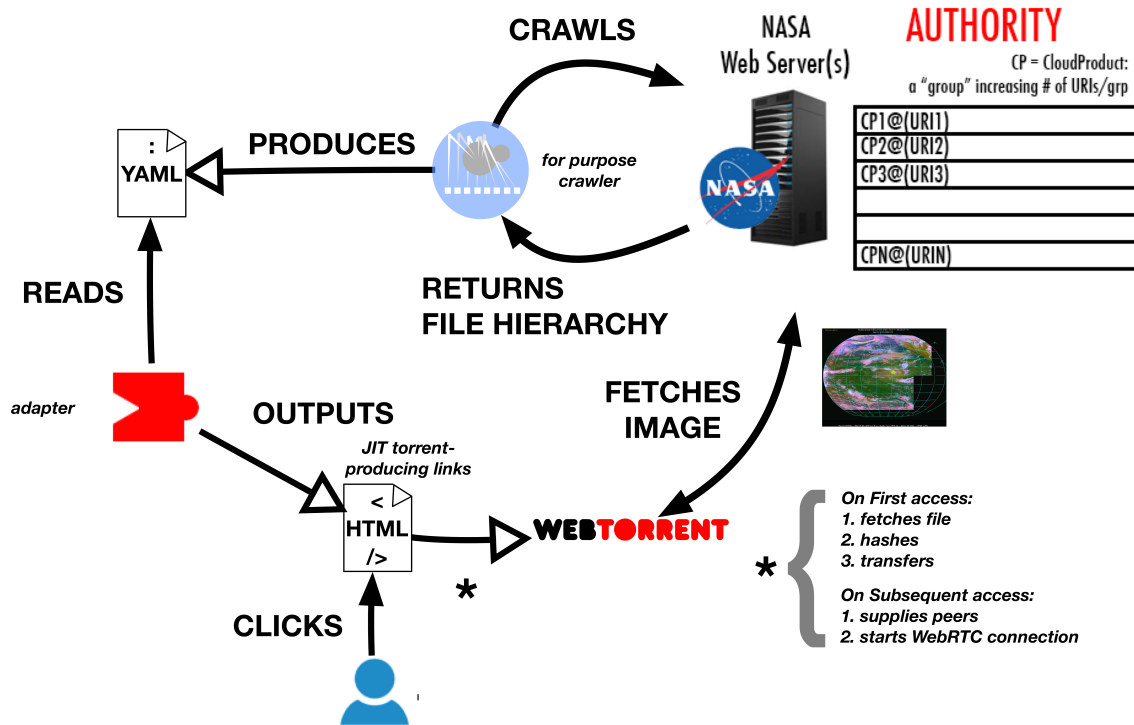 CRAWLS
NASA
Web Server(s)
AUTHORITY
CP = CloudProduct:
a “group” increasing # of URIs/grp
CP1@(URI1)
CP2@(URI2)
CP3@(URI3)
CPN@(URIN)
NASA
for purpose
crawler
PRODUCES
:
YAML
RETURNS
FILE HIERARCHY
READS
adapter
OUTPUTS
JIT torrent-
producing links
<
HTML
/>
FETCHES
IMAGE
WEBTORRENT
*
CLICKS
*
{
On First access:
1. fetches file
2. hashes
3. transfers
On Subsequent access:
1. supplies peers
2. starts WebRTC connection